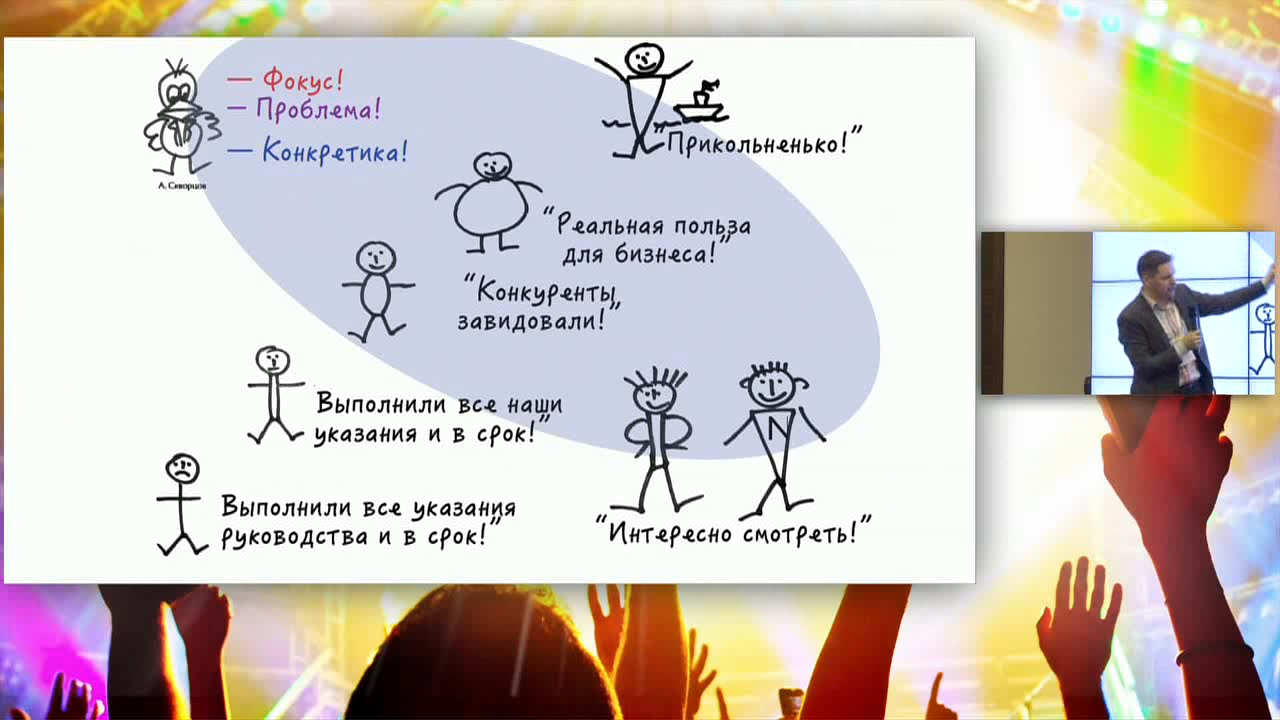 — Фокус!
— Проблема!
— Конкретика!
А. Скворцов
"Прикольненько!"
"Реальная польза
для бизнеса!"
"Конкуренты
завидовали!"
Выполнили все наши
указания и в срок!"
Выполнили все указания
руководства и в срок!"
N
"Интересно смотреть!"